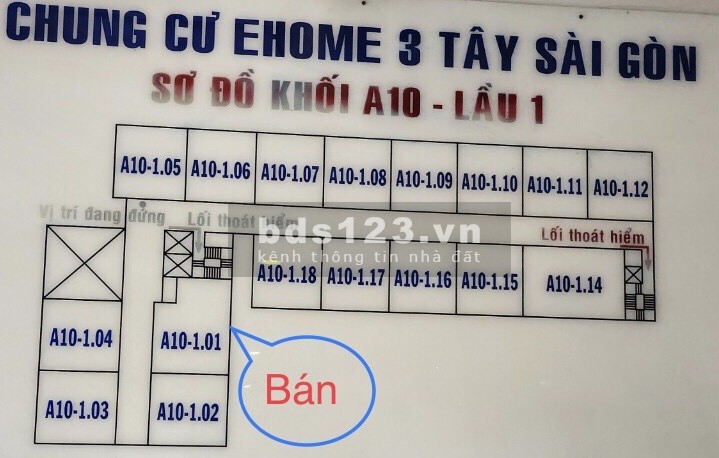 CHUNG CƯ EHOME 3 TÂY SÀI GÒN
SƠ ĐỒ KHỐI A10 - LẦU 1
A10-1.05 A10-1.06 A10-1.07 A10-1.08 A10-1.09 A10-1.10 A10-1.11 A10-1.12
Vị trí đang đứng Lối thoát hiểm
bds123.vn
kênh thông tin nhà đất
Lối thoát hiểm
A10-1.18 A10-1.17 A10-1.16 A10-1.15 A10-1.14
A10-1.04 A10-1.01
Bán
A10-1.03 A10-1.02